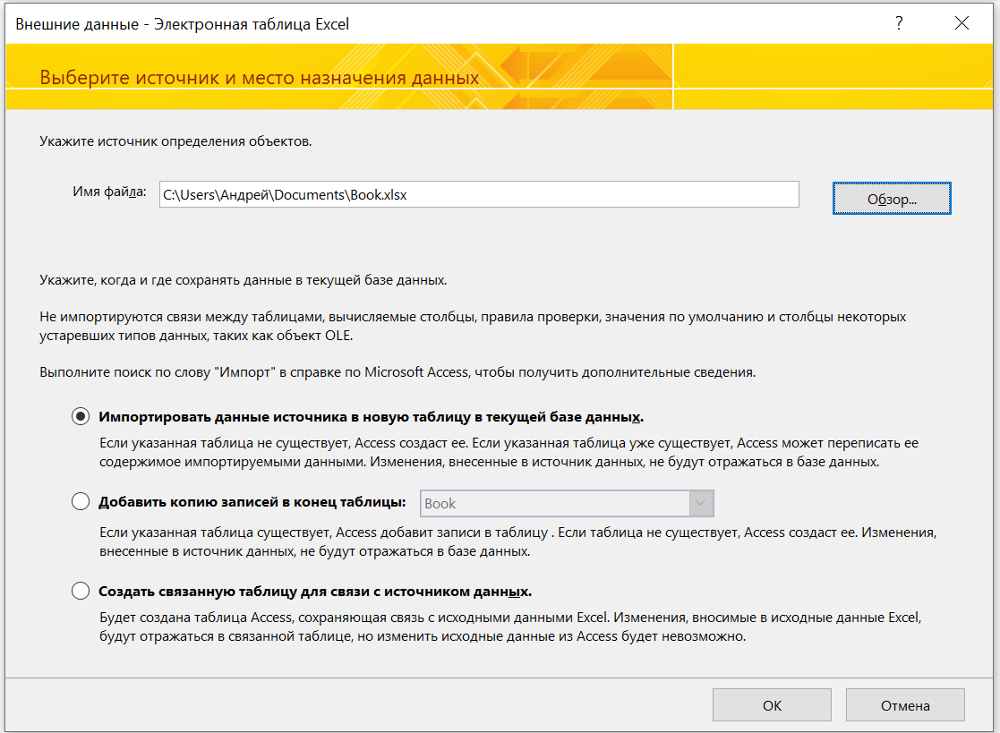 Внешние данные - Электронная таблица Excel
?
Выберите источник и место назначения данных
Укажите источник определения объектов.
Имя файла: C:\Users\Андрей\Documents\Book.xlsx Обзор...
Укажите, когда и где сохранять данные в текущей базе данных.
Не импортируются связи между таблицами, вычисляемые столбцы, правила проверки, значения по умолчанию и столбцы некоторых
устаревших типов данных, таких как объект OLE.
Выполните поиск по слову "Импорт" в справке по Microsoft Access, чтобы получить дополнительные сведения.
Импортировать данные источника в новую таблицу в текущей базе данных.
Если указанная таблица не существует, Access создаст ее. Если указанная таблица уже существует, Access может переписать ее
содержимое импортируемыми данными. Изменения, внесенные в источник данных, не будут отражаться в базе данных.
Добавить копию записей в конец таблицы: Book
Если указанная таблица существует, Access добавит записи в таблицу . Если таблица не существует, Access создаст ее. Изменения,
внесенные в источник данных, не будут отражаться в базе данных.
Создать связанную таблицу для связи с источником данных.
Будет создана таблица Access, сохраняющая связь с исходными данными Excel. Изменения, вносимые в исходные данные Excel,
будут отражаться в связанной таблице, но изменить исходные данные из Access будет невозможно.
ОК Отмена